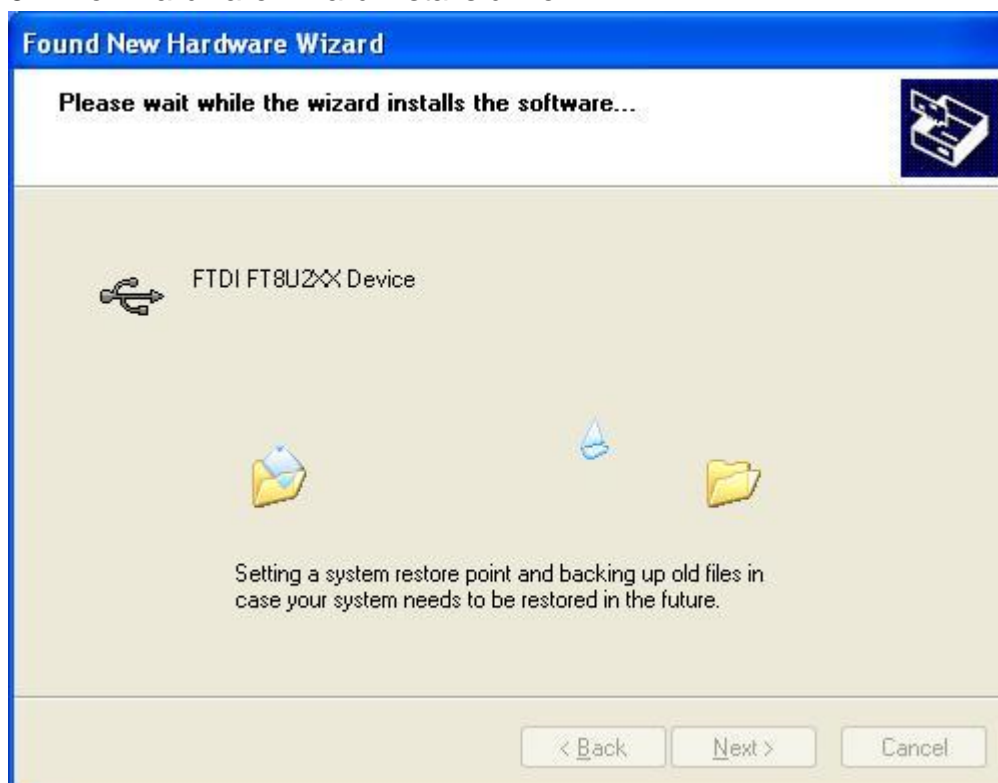 Found New Hardware Wizard
Please wait while the wizard installs the software...
FTDI FT8U2XX Device
Setting a system restore point and backing up old files in
case your system needs to be restored in the future.
< Back Next > Cancel